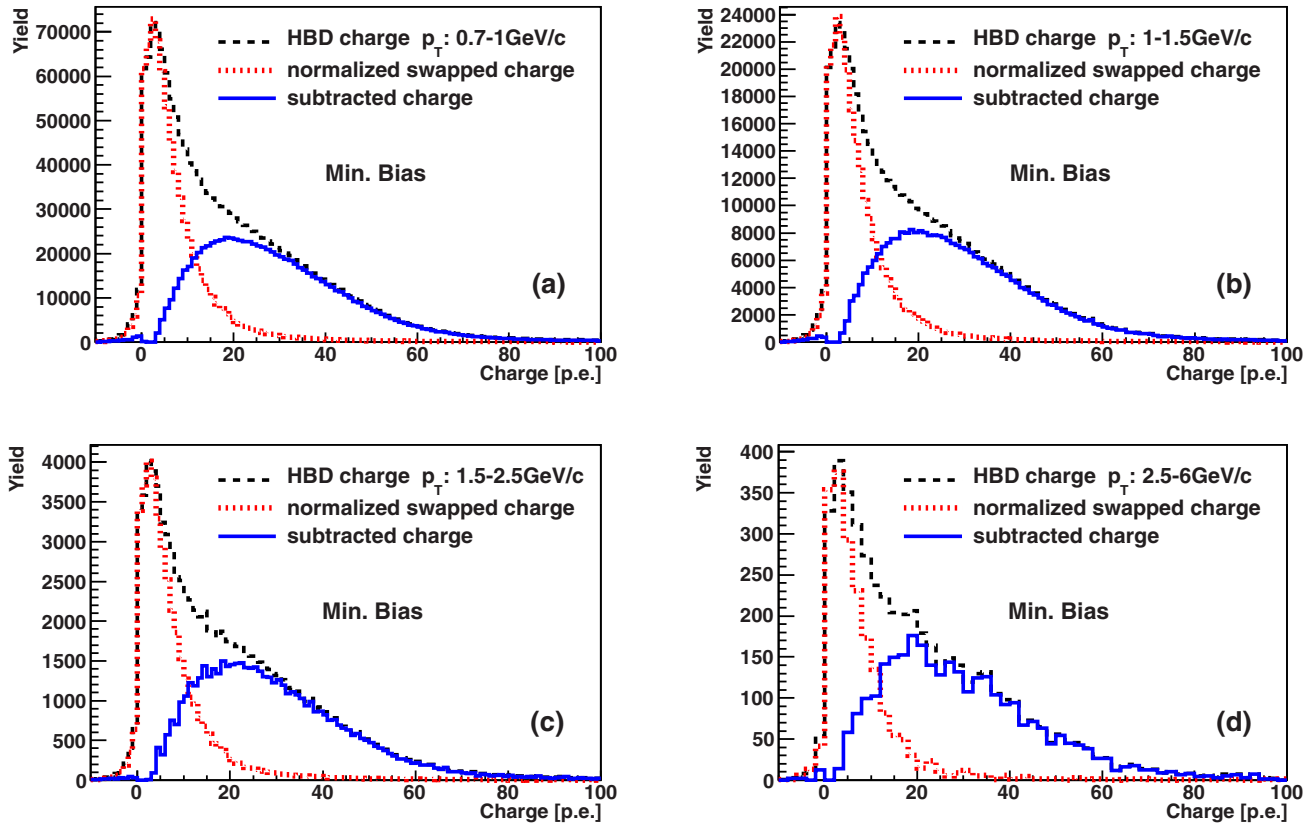 Yield
70000
60000
50000
40000
30000
20000
10000
0
HBD charge p_T: 0.7-1GeV/c
normalized swapped charge
subtracted charge
Min. Bias
(a)
0 20 40 60 80 100
Charge [p.e.]
Yield
24000
22000
20000
18000
16000
14000
12000
10000
8000
6000
4000
2000
0
HBD charge p_T: 1-1.5GeV/c
normalized swapped charge
subtracted charge
Min. Bias
(b)
0 20 40 60 80 100
Charge [p.e.]
Yield
4000
3500
3000
2500
2000
1500
1000
500
0
HBD charge p_T: 1.5-2.5GeV/c
normalized swapped charge
subtracted charge
Min. Bias
(c)
0 20 40 60 80 100
Charge [p.e.]
Yield
400
350
300
250
200
150
100
50
0
HBD charge p_T: 2.5-6GeV/c
normalized swapped charge
subtracted charge
Min. Bias
(d)
0 20 40 60 80 100
Charge [p.e.]